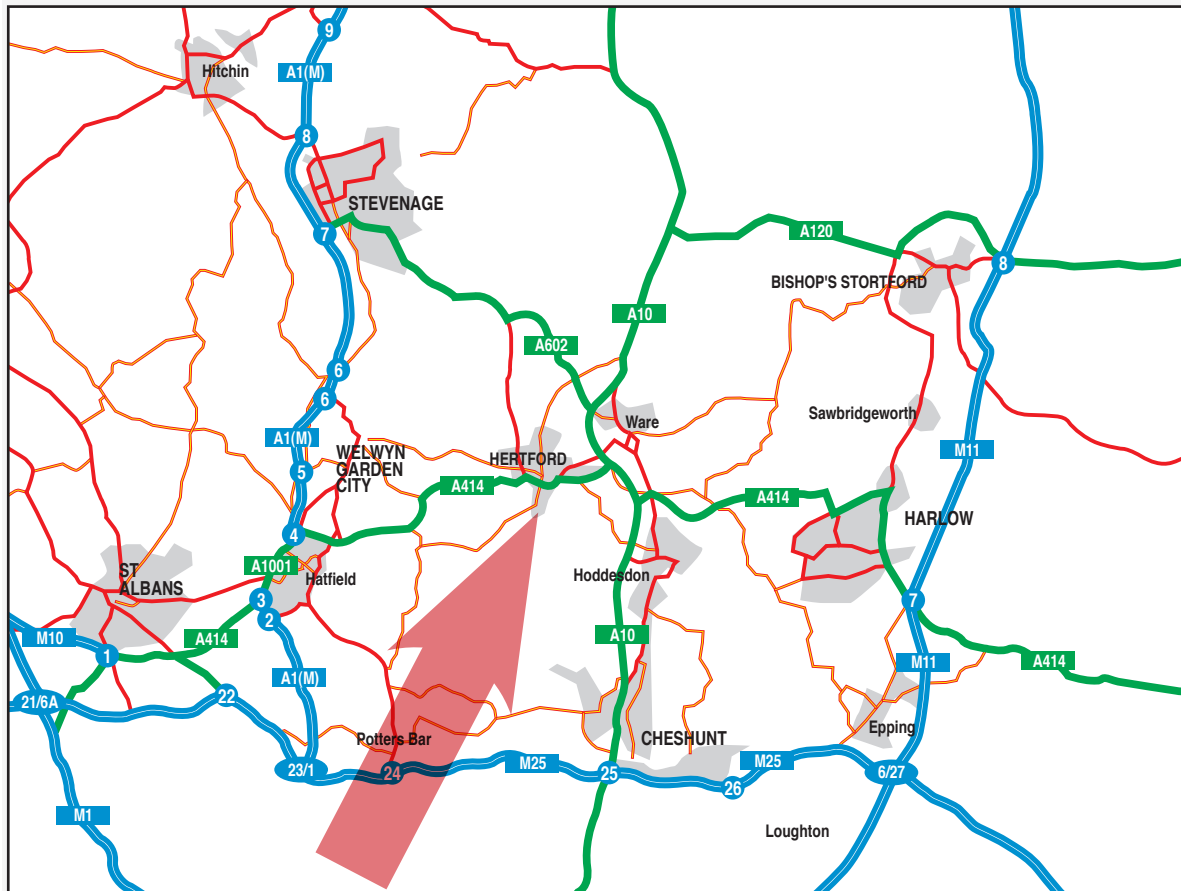 9
Hitchin
A1(M)
8
STEVENAGE
7
A120
8
BISHOP'S STORTFORD
A10
A602
6
6
Sawbridgeworth
Ware
A1(M)
WELWYN
GARDEN
CITY
HERTFORD
M11
5
A414
A414
HARLOW
4
A1001
ST
ALBANS
Hatfield
Hoddesdon
3
7
2
M10
A414
A10
1
M11
A414
A1(M)
22
21/6A
Epping
Potters Bar
CHESHUNT
23/1
24
M25
25
M25
26
6/27
M1
Loughton